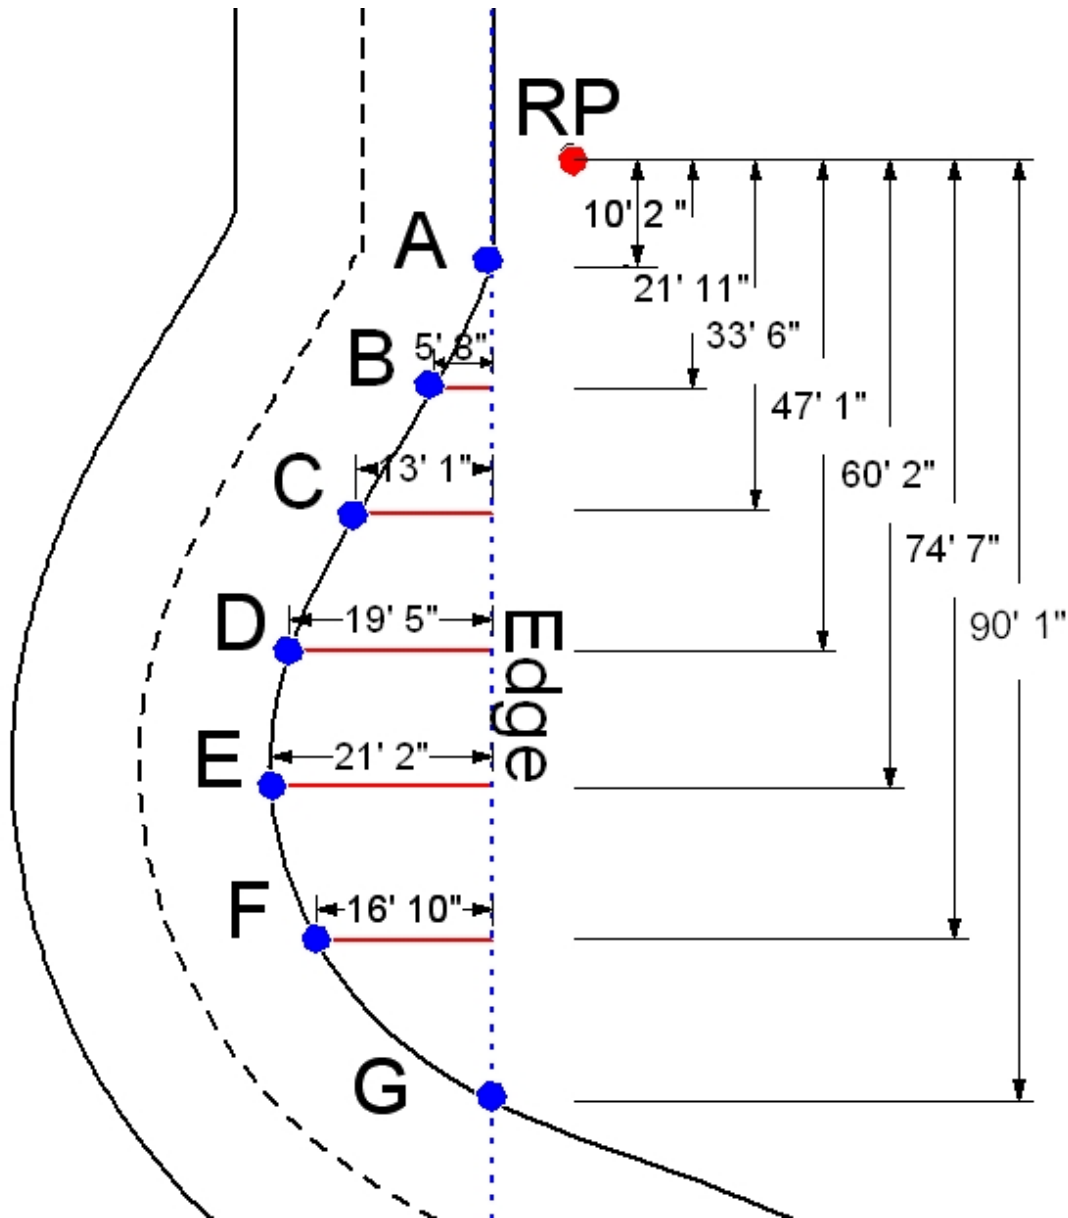 RP
10' 2 "
A
21' 11"
B
5' 8"
33' 6"
47' 1"
C
13' 1"
60' 2"
74' 7"
D
19' 5"
Edge
90' 1"
E
21' 2"
F
16' 10"
G